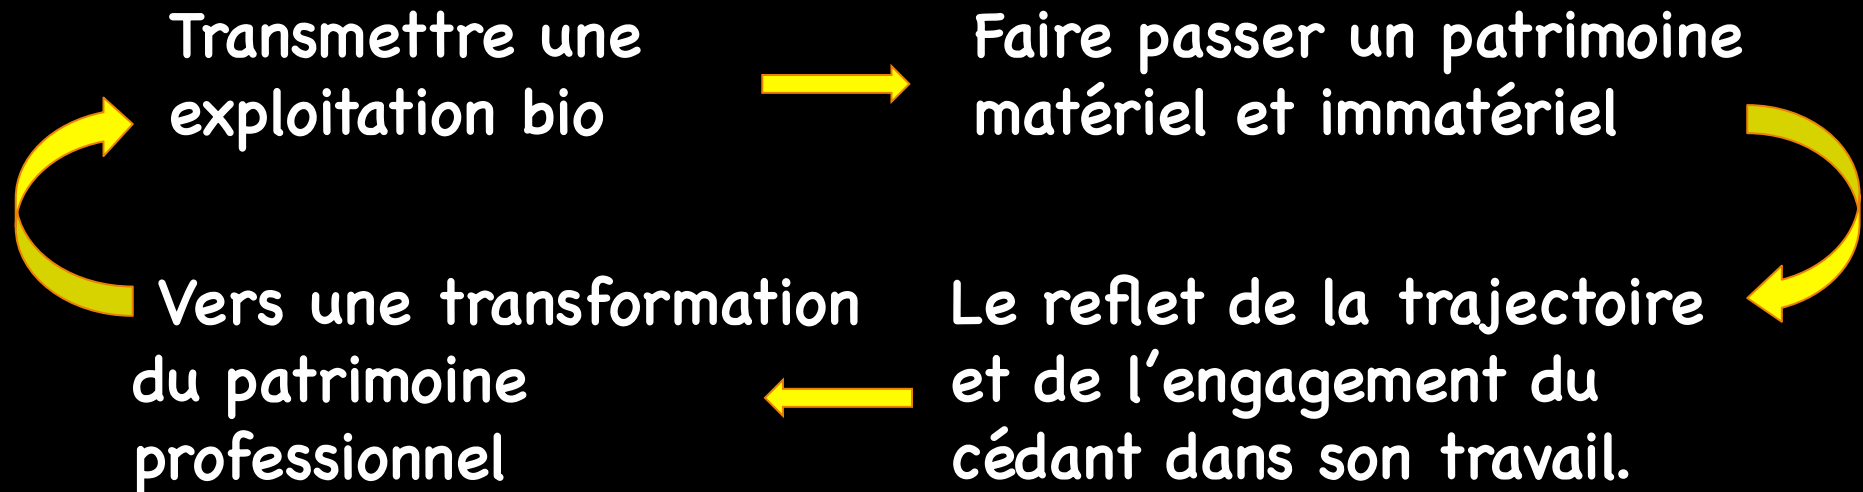 Transmettre une
exploitation bio
Faire passer un patrimoine
matériel et immatériel
Le reflet de la trajectoire
et de l'engagement du
cédant dans son travail.
Vers une transformation
du patrimoine
professionnel